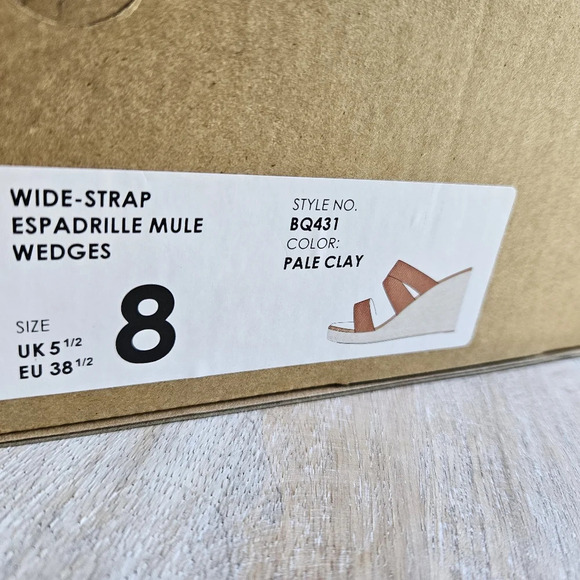 WIDE-STRAP
ESPADRILLE MULE
WEDGES
STYLE NO.
BQ431
COLOR:
PALE CLAY
SIZE
8
UK 5 1/2
EU 38 1/2